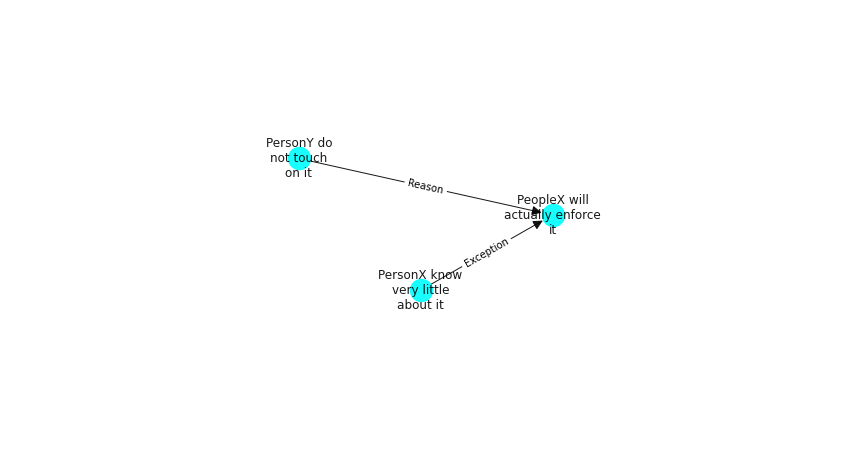 PersonY do
not touch
on it
Reason
PeopleX will
actually enforce
it
Exception
PersonX know
very little
about it